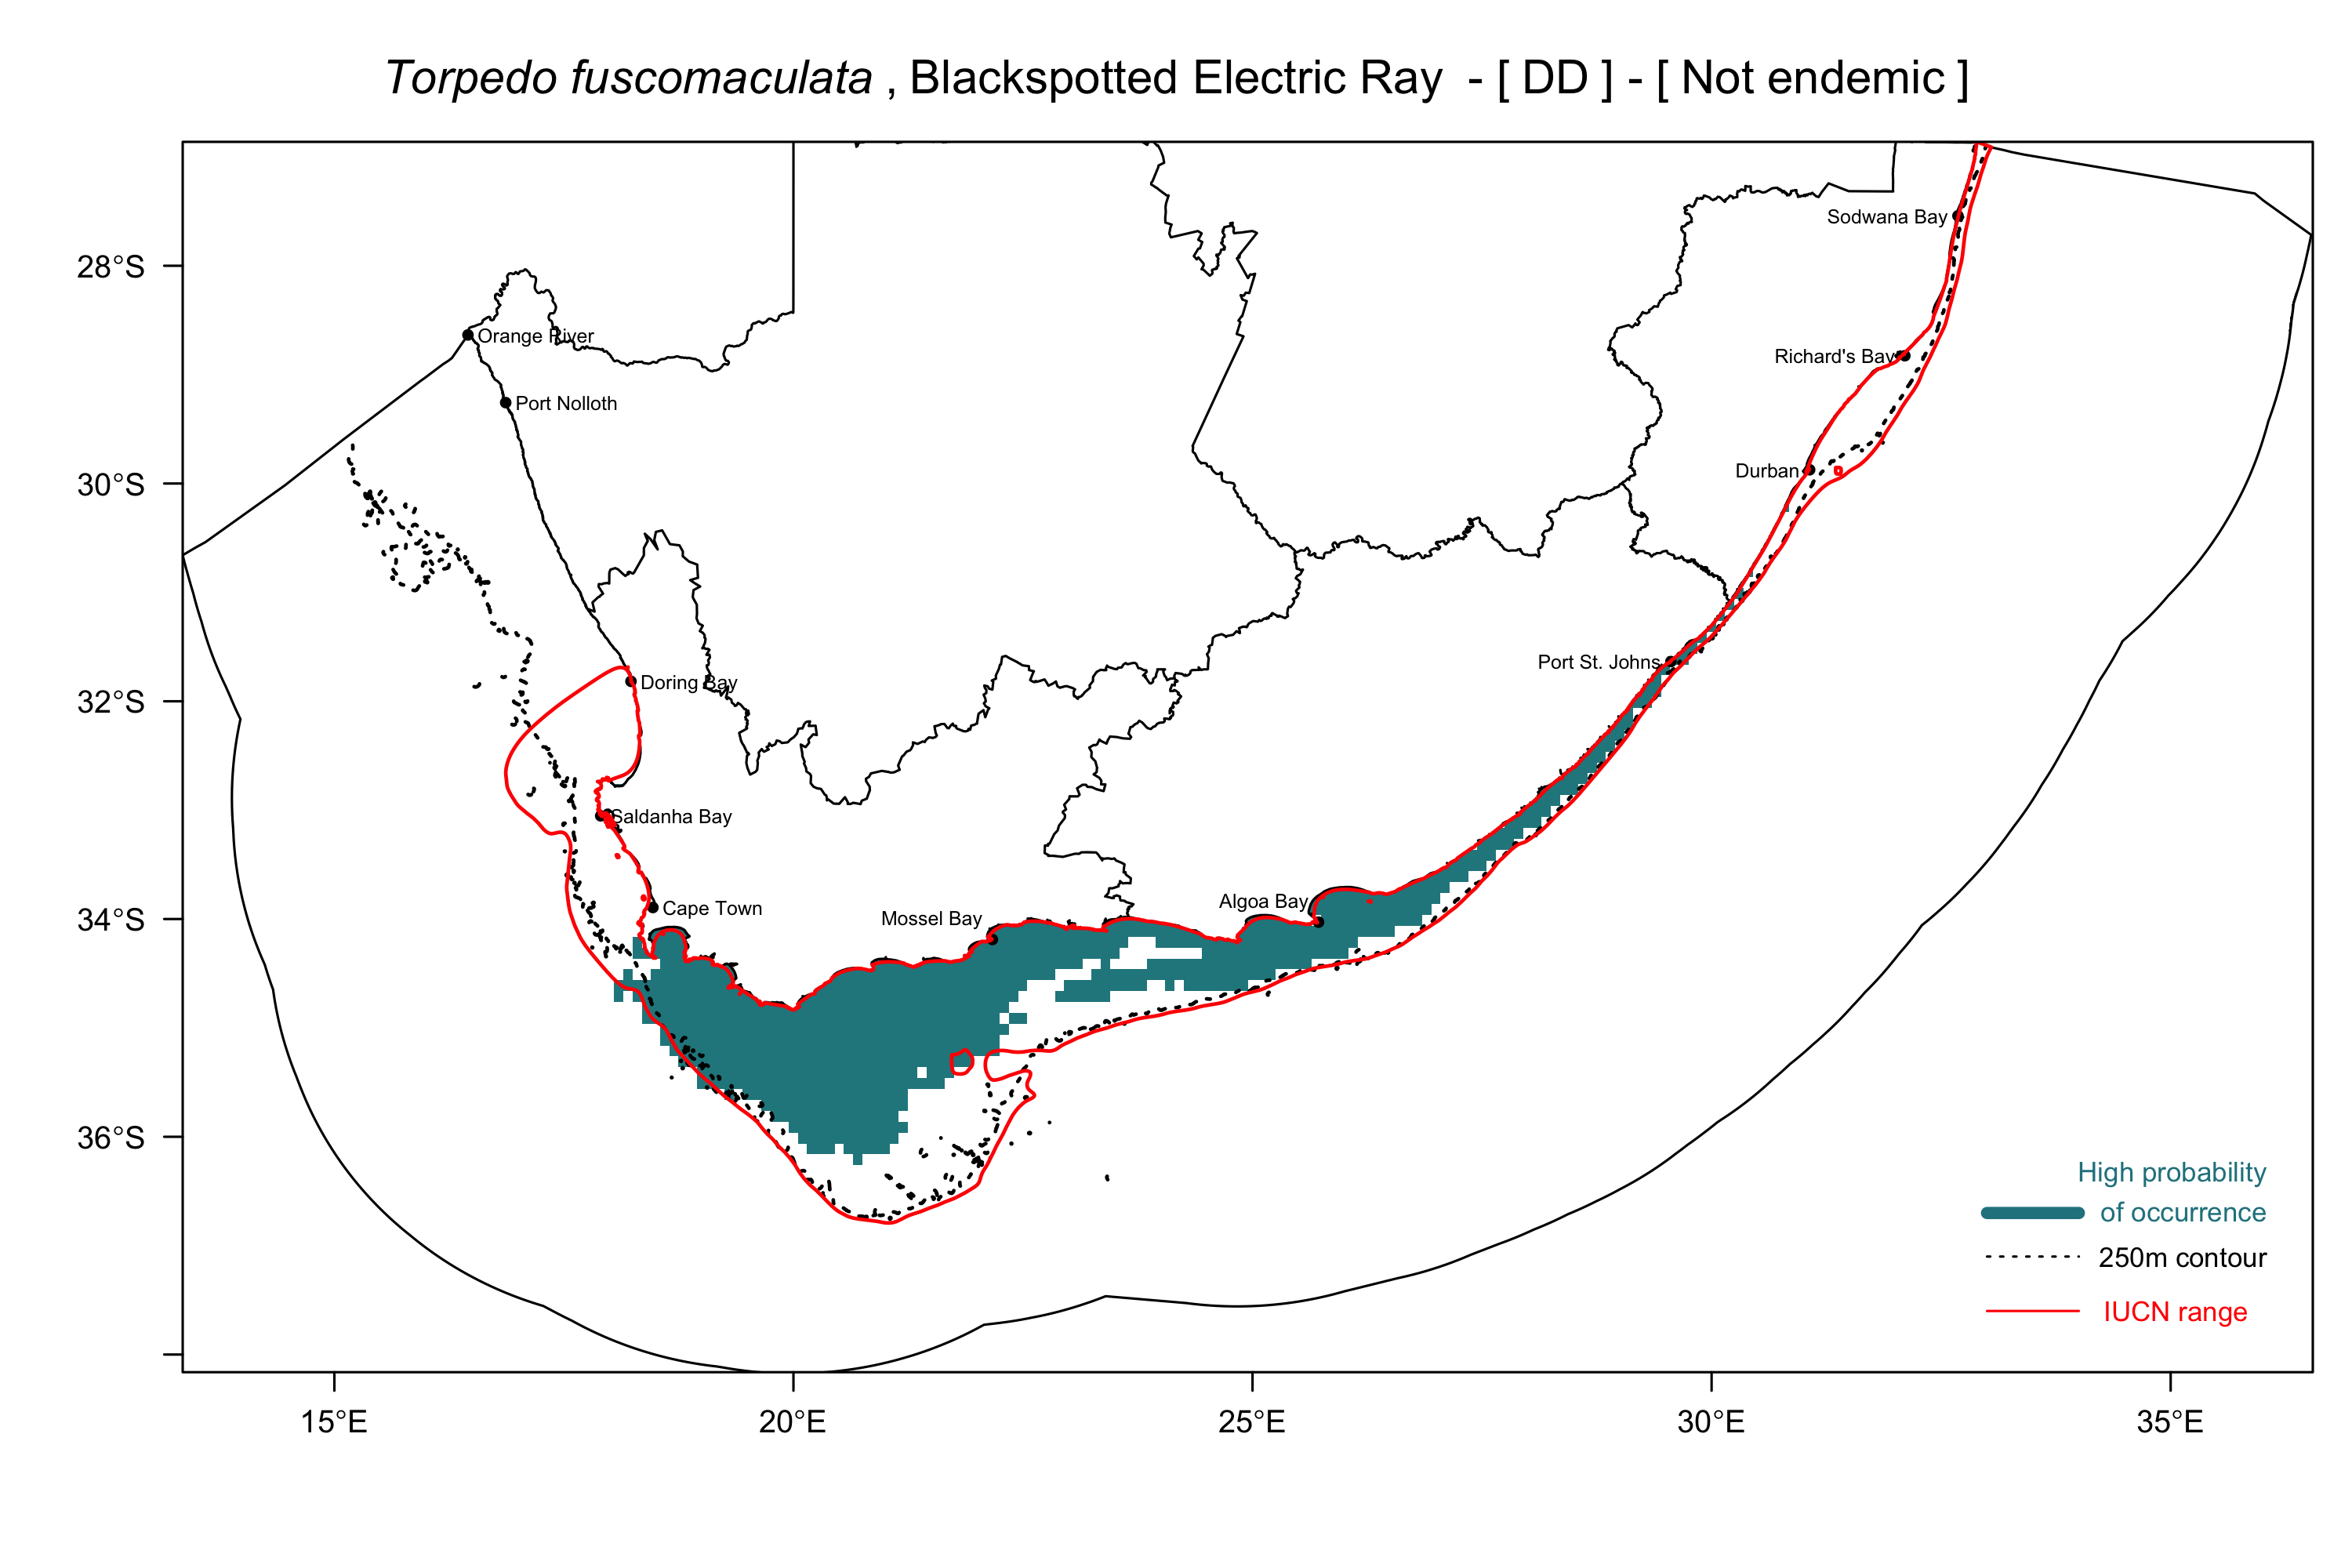 Torpedo fuscomaculata , Blackspotted Electric Ray - [ DD ] - [ Not endemic ]
Sodwana Bay
28°S
Orange River
Richard's Bay
Port Nolloth
Durban
30°S
Port St. Johns
Doring Bay
32°S
Saldanha Bay
Algoa Bay
Cape Town
Mossel Bay
34°S
36°S
High probability
of occurrence
250m contour
IUCN range
15°E
20°E
25°E
30°E
35°E